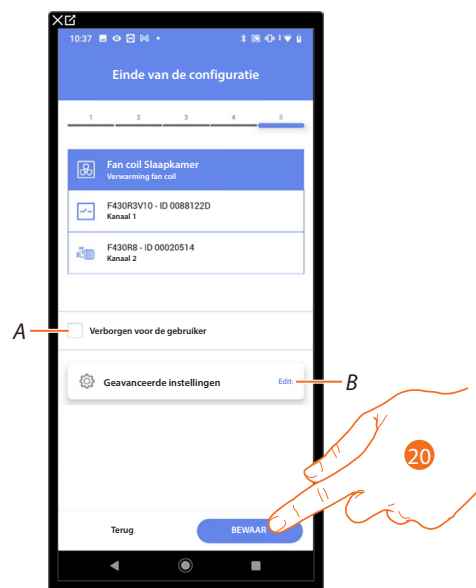 10:37
Einde van de configuratie
1 2 3 4 5
Fan coil Slaapkamer
Verwarming fan coil
F430R3V10 - ID 0088122D
Kanaal 1
F430R8 - ID 00020514
Kanaal 2
A
Verborgen voor de gebruiker
Geavanceerde instellingen
Edit:
B
20
Terug
BEWAAR